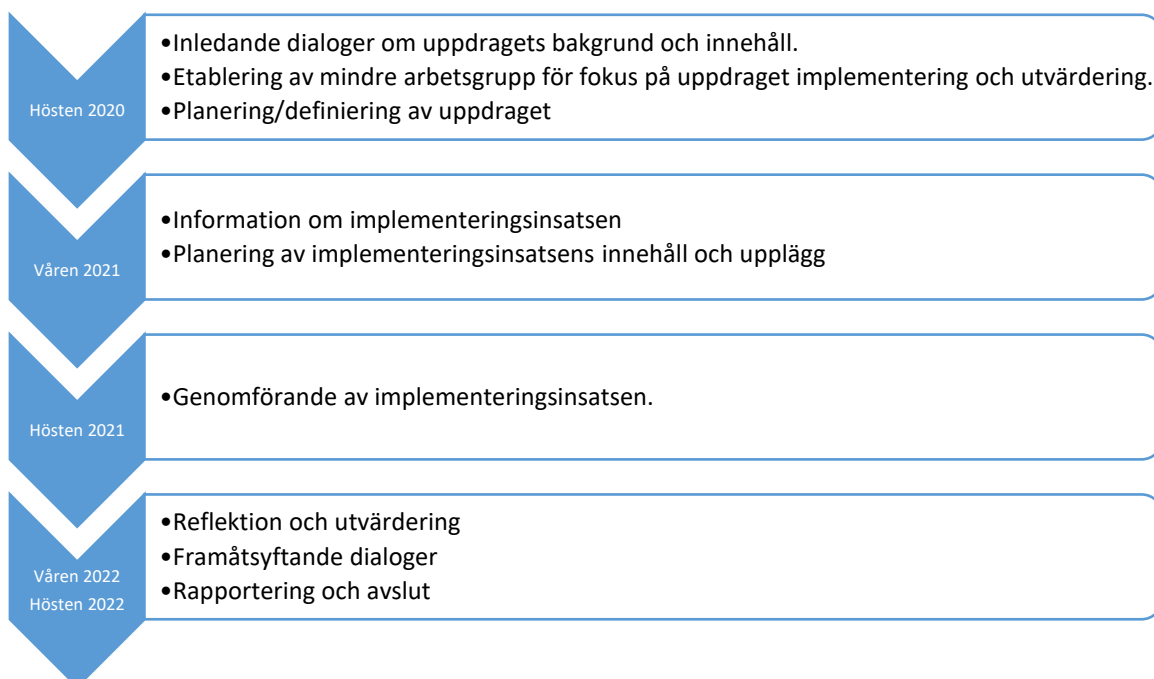 Hösten 2020
•Inledande dialoger om uppdragets bakgrund och innehåll.
•Etablering av mindre arbetsgrupp för fokus på uppdraget implementering och utvärdering.
•Planering/definiering av uppdraget
Våren 2021
•Information om implementeringsinsatsen
•Planering av implementeringsinsatsens innehåll och upplägg
Hösten 2021
•Genomförande av implementeringsinsatsen.
Våren 2022
Hösten 2022
•Reflektion och utvärdering
•Framåtsyftande dialoger
•Rapportering och avslut